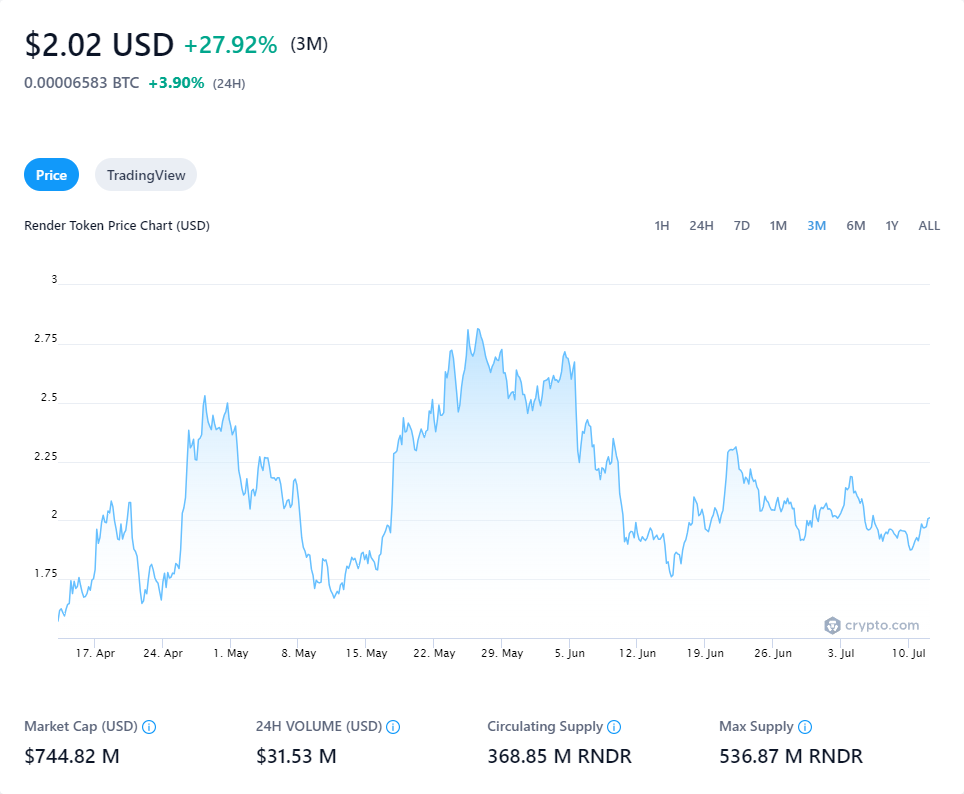 $2.02 USD +27.92% (3M)
0.00006583 BTC +3.90% (24H)
Price TradingView
Render Token Price Chart (USD) 1H 24H 7D 1M 3M 6M 1Y ALL
3
2.75
2.5
2.25
2
1.75
crypto.com
17. Apr 24. Apr 1. May 8. May 15. May 22. May 29. May 5. Jun 12. Jun 19. Jun 26. Jun 3. Jul 10. Jul
Market Cap (USD) 24H VOLUME (USD) Circulating Supply Max Supply
$744.82 M $31.53 M 368.85 M RNDR 536.87 M RNDR